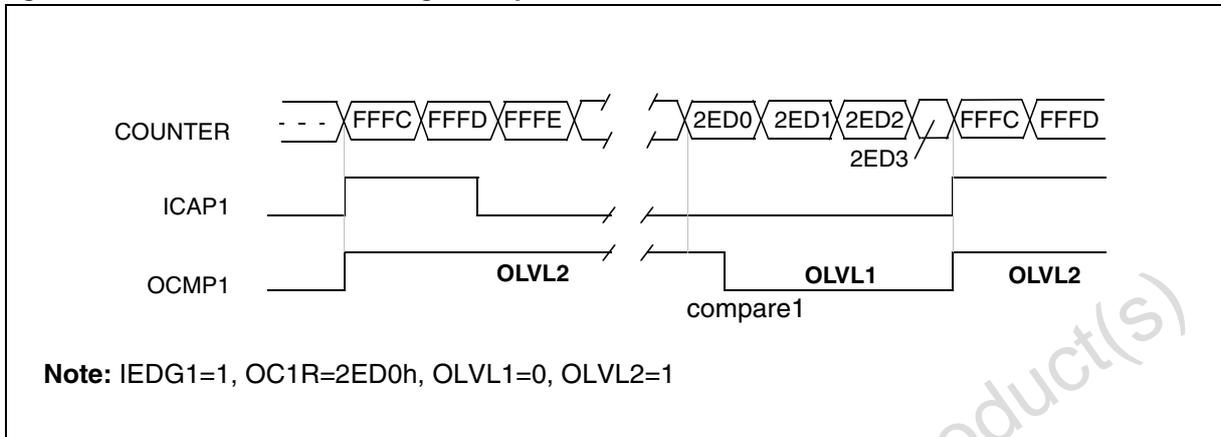 COUNTER - - - FFFC FFFD FFFE 2ED0 2ED1 2ED2 FFFC FFFD
2ED3
ICAP1
OCMP1 OLVL2 OLVL1 OLVL2
compare1
Note: IEDG1=1, OC1R=2ED0h, OLVL1=0, OLVL2=1